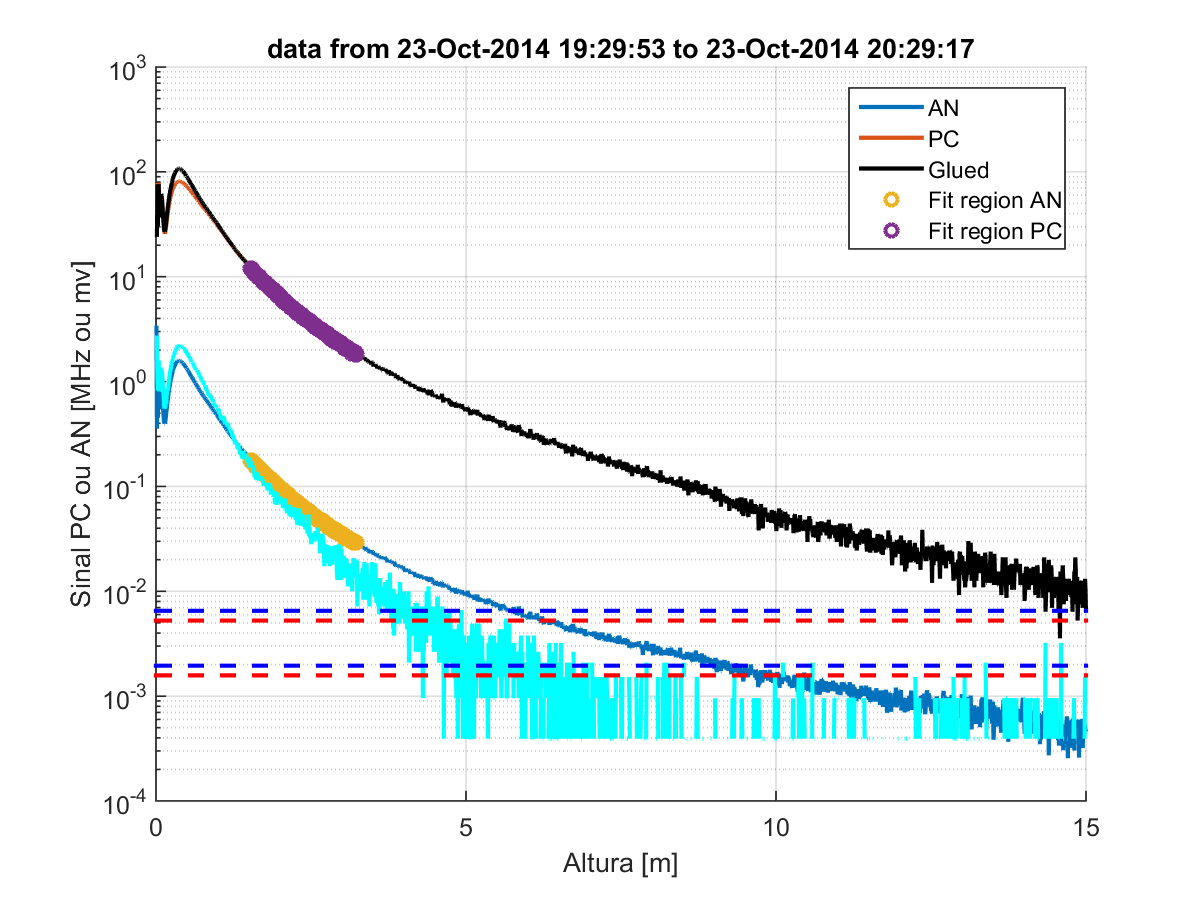 data from 23-Oct-2014 19:29:53 to 23-Oct-2014 20:29:17
10^3
10^2
10^1
10^0
10^-1
10^-2
10^-3
10^-4
Sinal PC ou AN [MHz ou mv]
AN
PC
Glued
Fit region AN
Fit region PC
0
5
10
15
Altura [m]